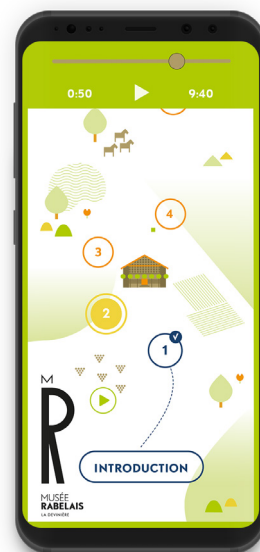 0:50 9:40
4
3
2
1
INTRODUCTION
M
R
MUSÉE
RABELAIS
LA DEVINIÈRE